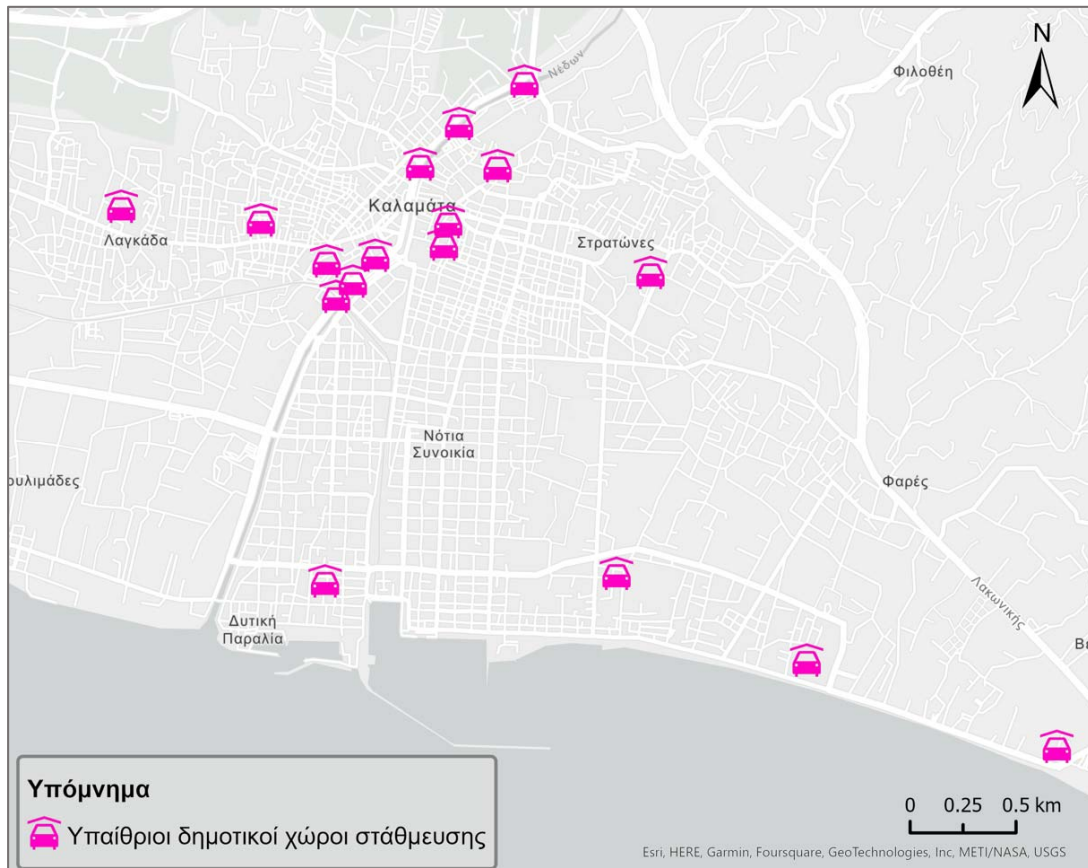 N
Νέδων
Φιλοθέη
Καλαμάτα
Λαγκάδα
Στρατώνες
Νότια
Συνοικία
ουλιμάδες
Φαρές
Λακωνικής
Δυτική
Παραλία
Βε
Υπόμνημα
Υπαίθριοι δημοτικοί χώροι στάθμευσης
0 0.25 0.5 km
Esri, HERE, Garmin, Foursquare, GeoTechnologies, Inc, METI/NASA, USGS